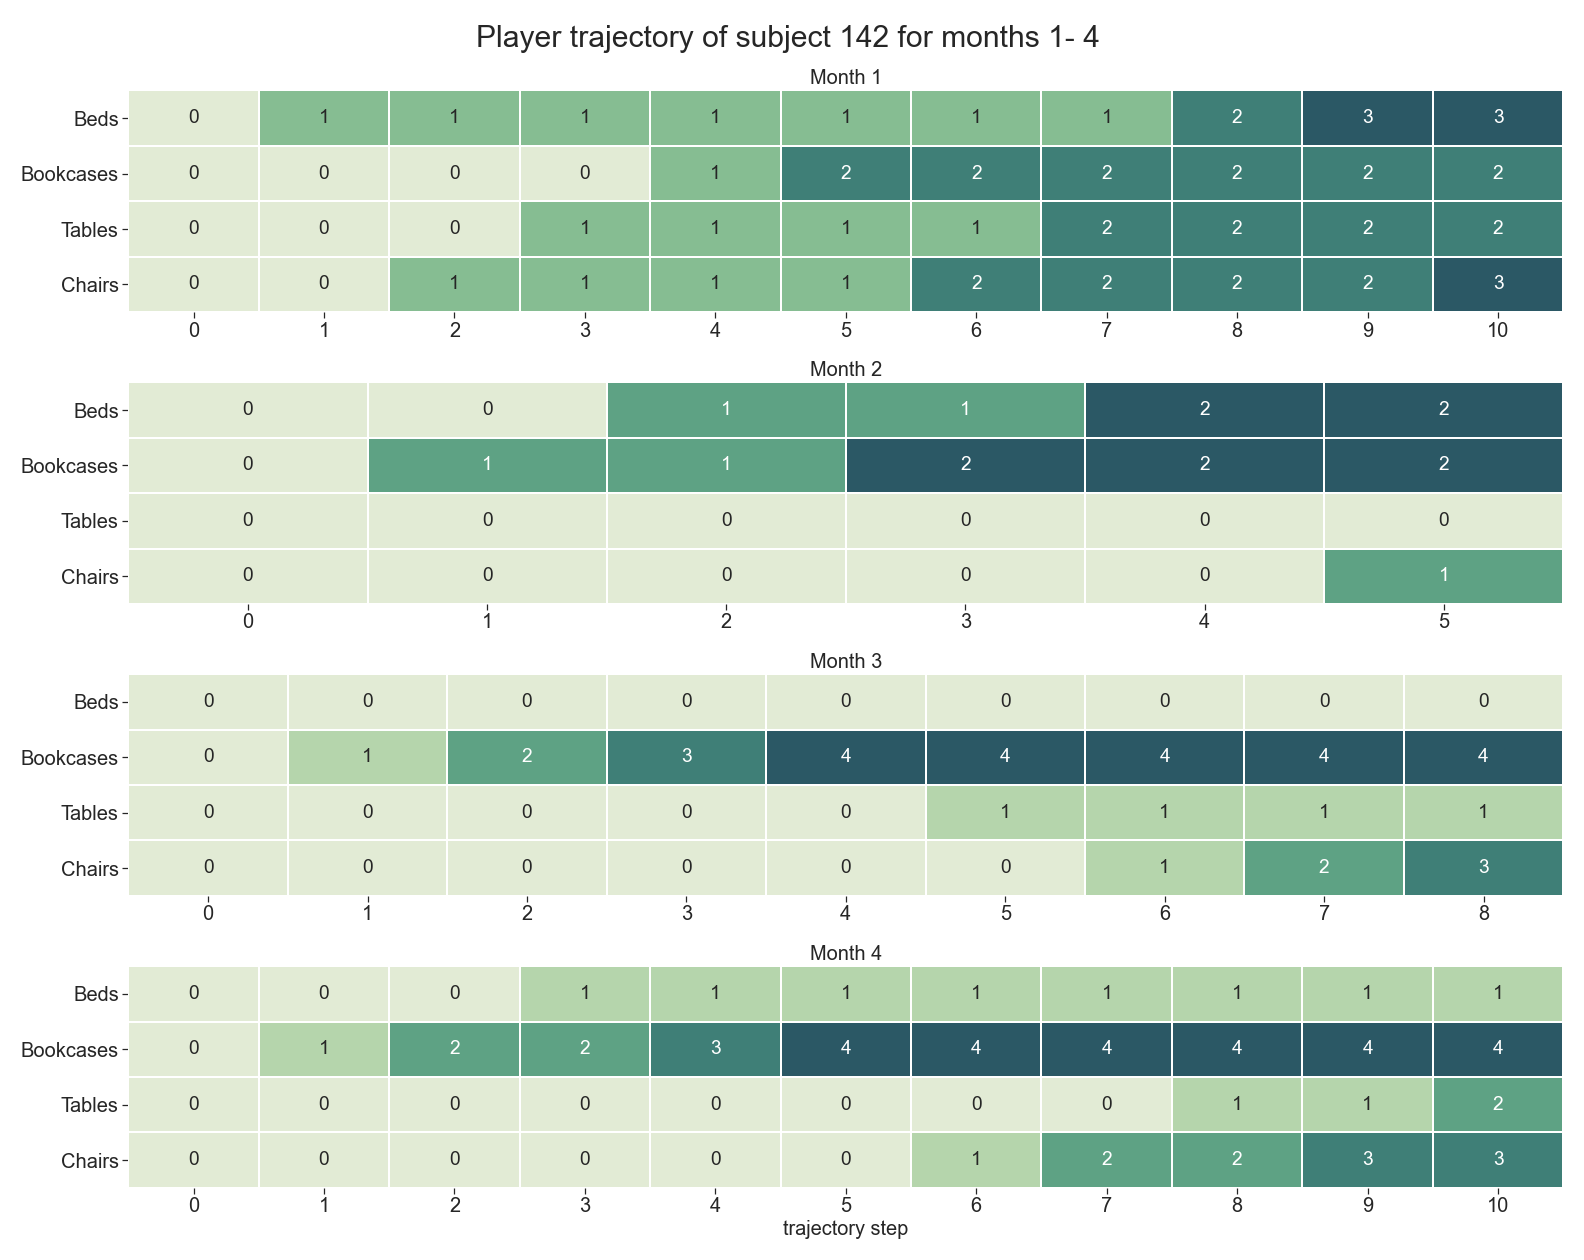 Player trajectory of subject 142 for months 1- 4
Month 1
Beds 0 1 1 1 1 1 1 1 2 3 3
Bookcases 0 0 0 0 1 2 2 2 2 2 2
Tables 0 0 0 1 1 1 1 2 2 2 2
Chairs 0 0 1 1 1 1 2 2 2 2 3
0 1 2 3 4 5 6 7 8 9 10
Month 2
Beds 0 0 1 1 2 2
Bookcases 0 1 1 2 2 2
Tables 0 0 0 0 0 0
Chairs 0 0 0 0 0 1
0 1 2 3 4 5
Month 3
Beds 0 0 0 0 0 0 0 0 0
Bookcases 0 1 2 3 4 4 4 4 4
Tables 0 0 0 0 0 1 1 1 1
Chairs 0 0 0 0 0 0 1 2 3
0 1 2 3 4 5 6 7 8
Month 4
Beds 0 0 0 1 1 1 1 1 1 1 1
Bookcases 0 1 2 2 3 4 4 4 4 4 4
Tables 0 0 0 0 0 0 0 0 1 1 2
Chairs 0 0 0 0 0 0 1 2 2 3 3
0 1 2 3 4 5 6 7 8 9 10
trajectory step